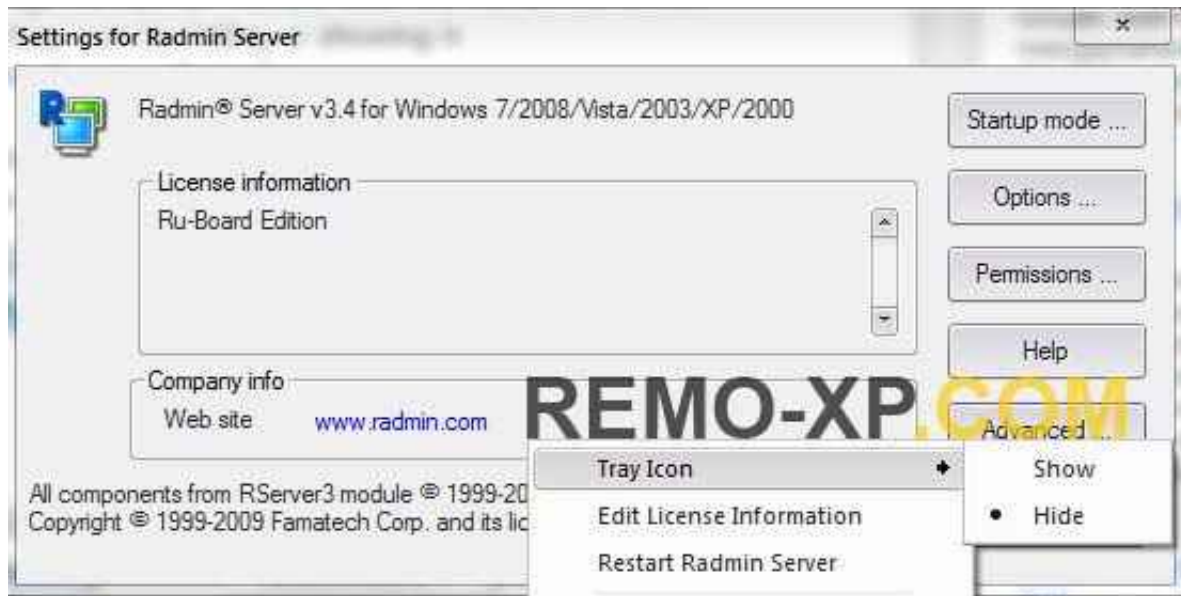 Settings for Radmin Server
Radmin® Server v3.4 for Windows 7/2008/Vista/2003/XP/2000
Startup mode ...
License information
Ru-Board Edition
Options ...
Permissions ...
Help
Company info
Web site www.radmin.com
REMO-XP.COM
Advanced ...
Tray Icon
Show
All components from RServer3 module © 1999-20
Copyright © 1999-2009 Famatech Corp. and its lic
Edit License Information
Hide
Restart Radmin Server